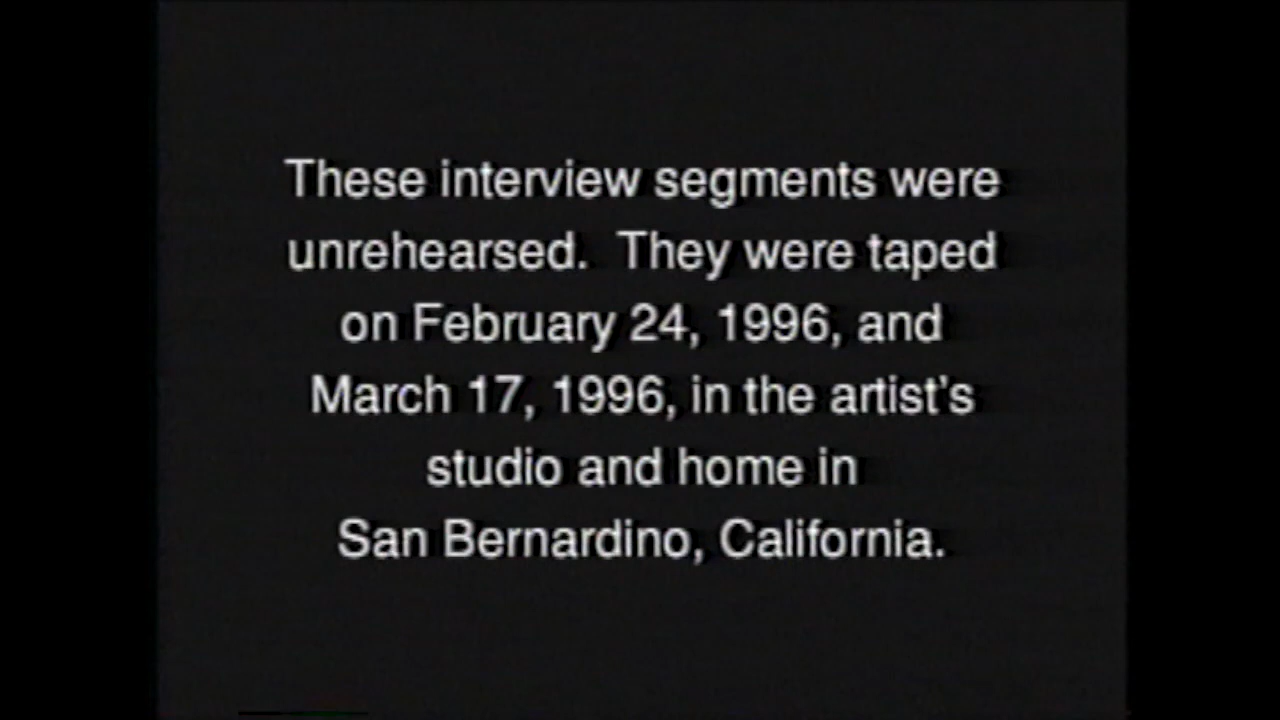 These interview segments were
unrehearsed.  They were taped
on February 24, 1996, and
March 17, 1996, in the artist's
studio and home in
San Bernardino, California.